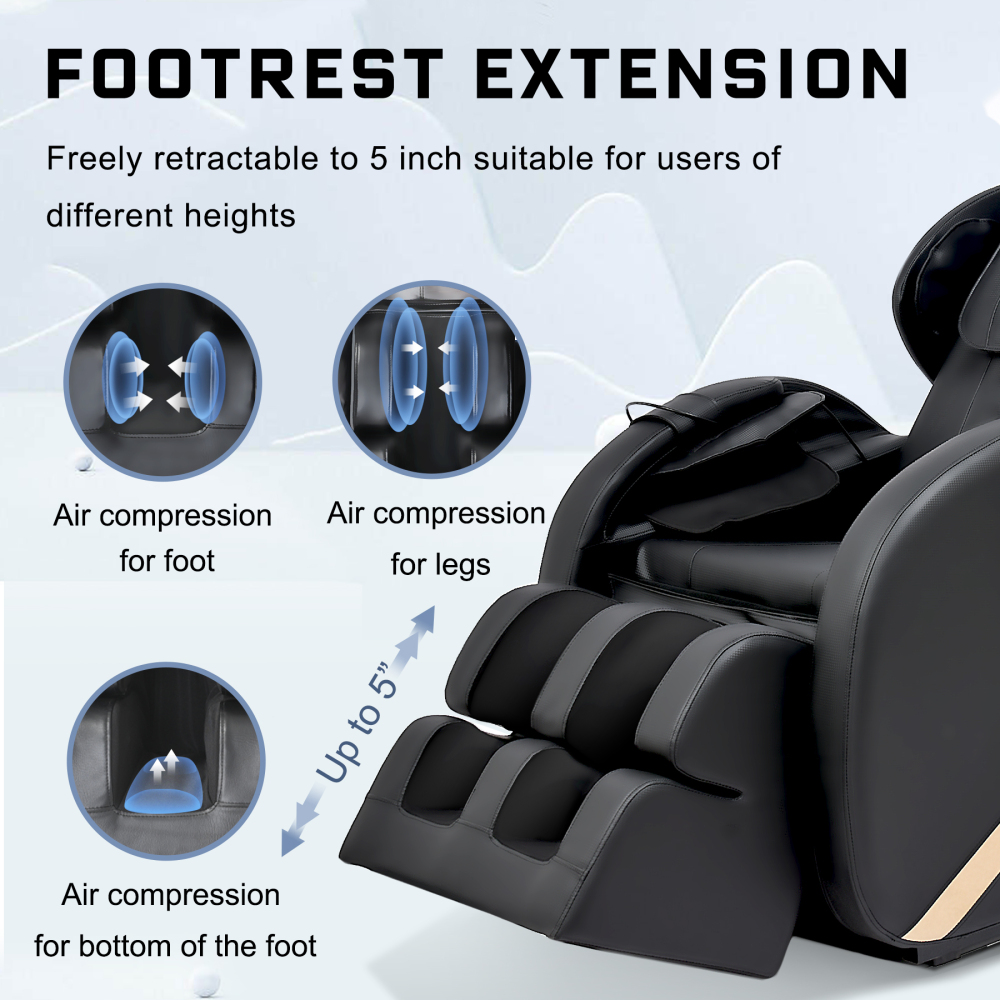 FOOTREST EXTENSION
Freely retractable to 5 inch suitable for users of
different heights
Air compression
for foot
Air compression
for legs
Up to 5”
Air compression
for bottom of the foot